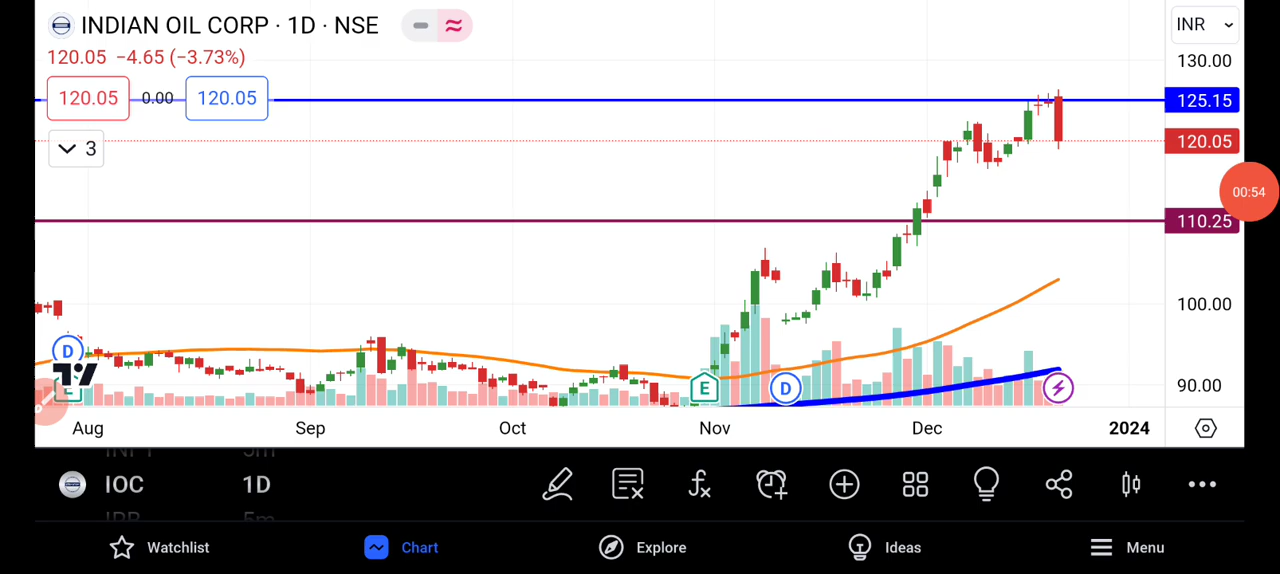 INDIAN OIL CORP · 1D · NSE
INR
120.05 −4.65 (−3.73%)
130.00
120.05 0.00 120.05
125.15
3
120.05
00:54
110.25
100.00
D
E
E
D
90.00
Aug Sep Oct Nov Dec 2024
IOC 1D
5m
Watchlist Chart Explore Ideas Menu